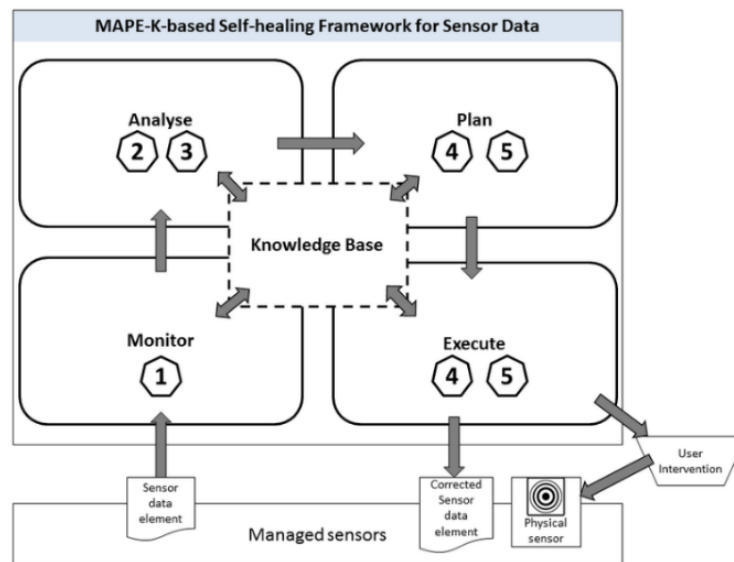 MAPE-K-based Self-healing Framework for Sensor Data
Analyse
2 3
Plan
4 5
Knowledge Base
Monitor
1
Execute
4 5
User
Intervention
Sensor
data
element
Corrected
Sensor
data
element
Physical
sensor
Managed sensors